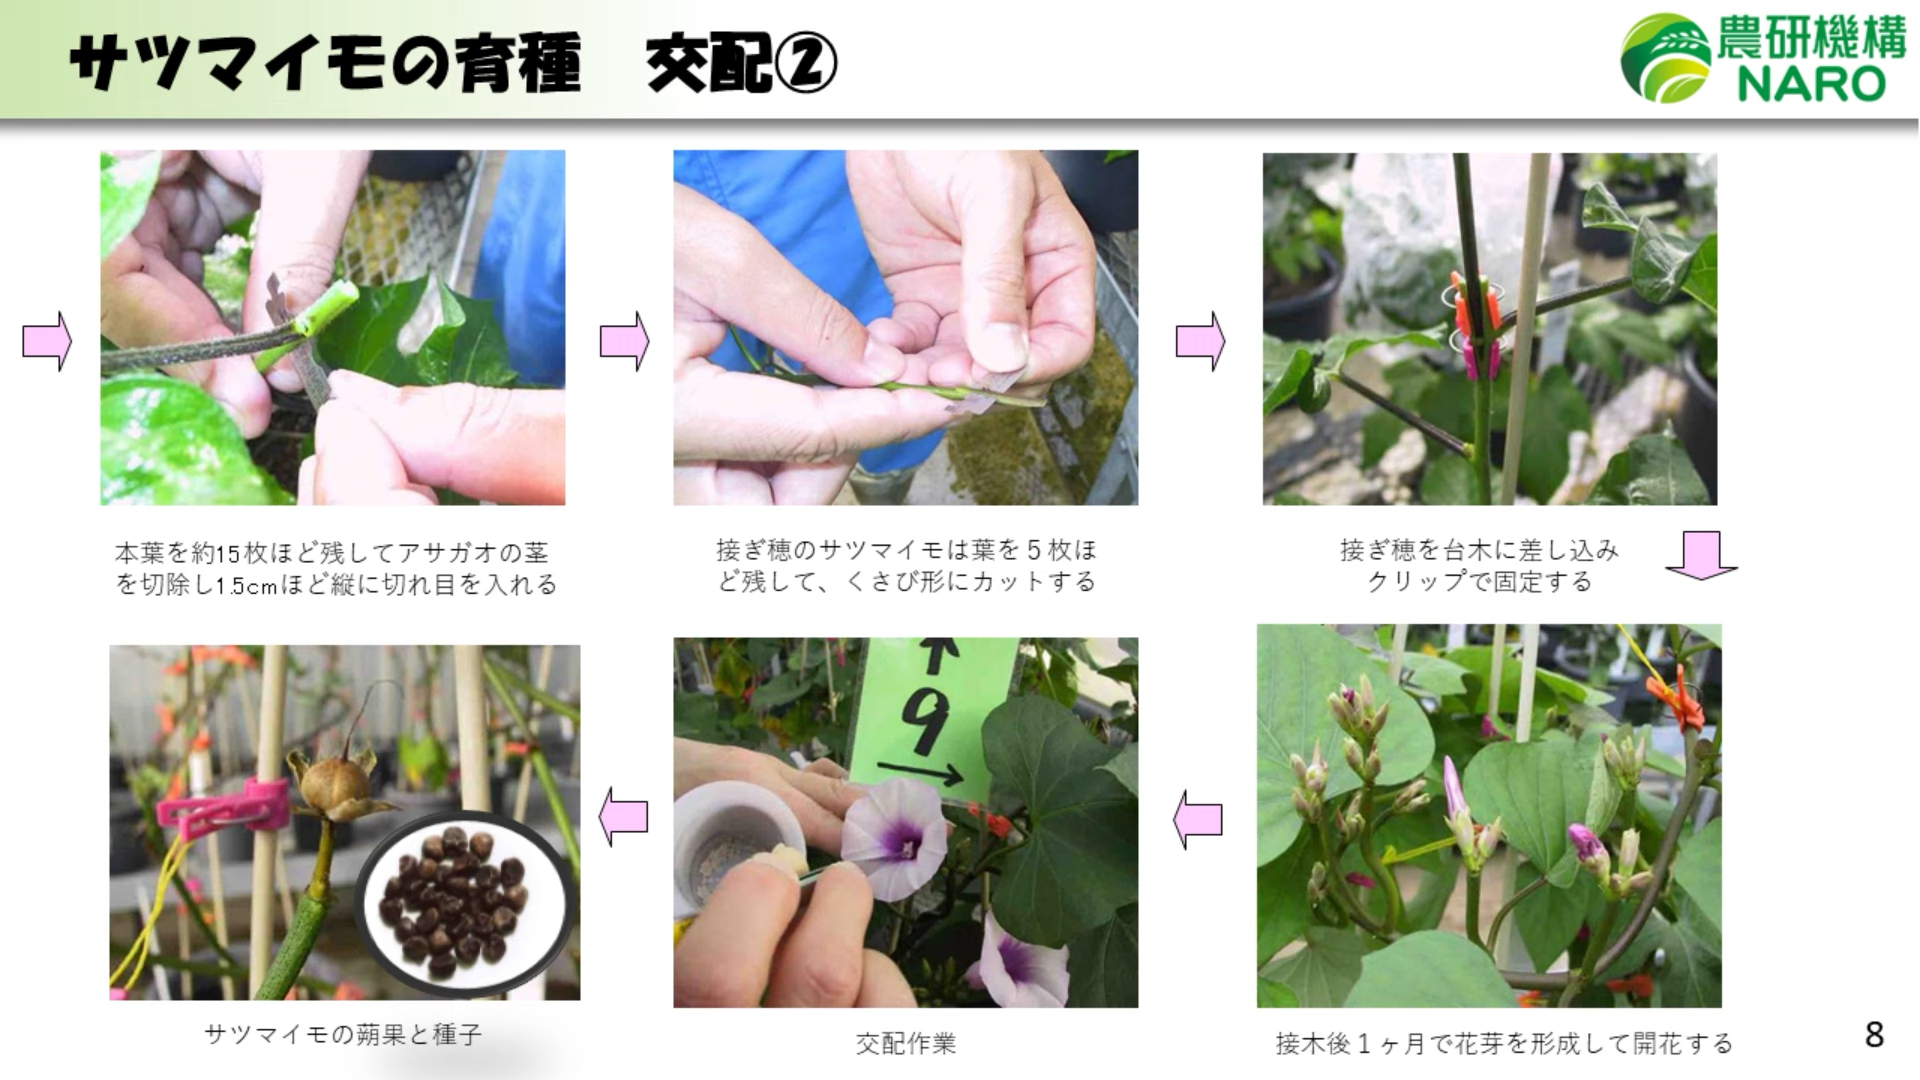 サツマイモの育種　交配②
農研機構
NARO
本葉を約15枚ほど残してアサガオの茎
を切除し1.5cmほど縦に切れ目を入れる
接ぎ穂のサツマイモは葉を５枚ほ
ど残して、くさび形にカットする
接ぎ穂を台木に差し込み
クリップで固定する
接木後１ヶ月で花芽を形成して開花する
↑
9
→
交配作業
サツマイモの蒴果と種子
8